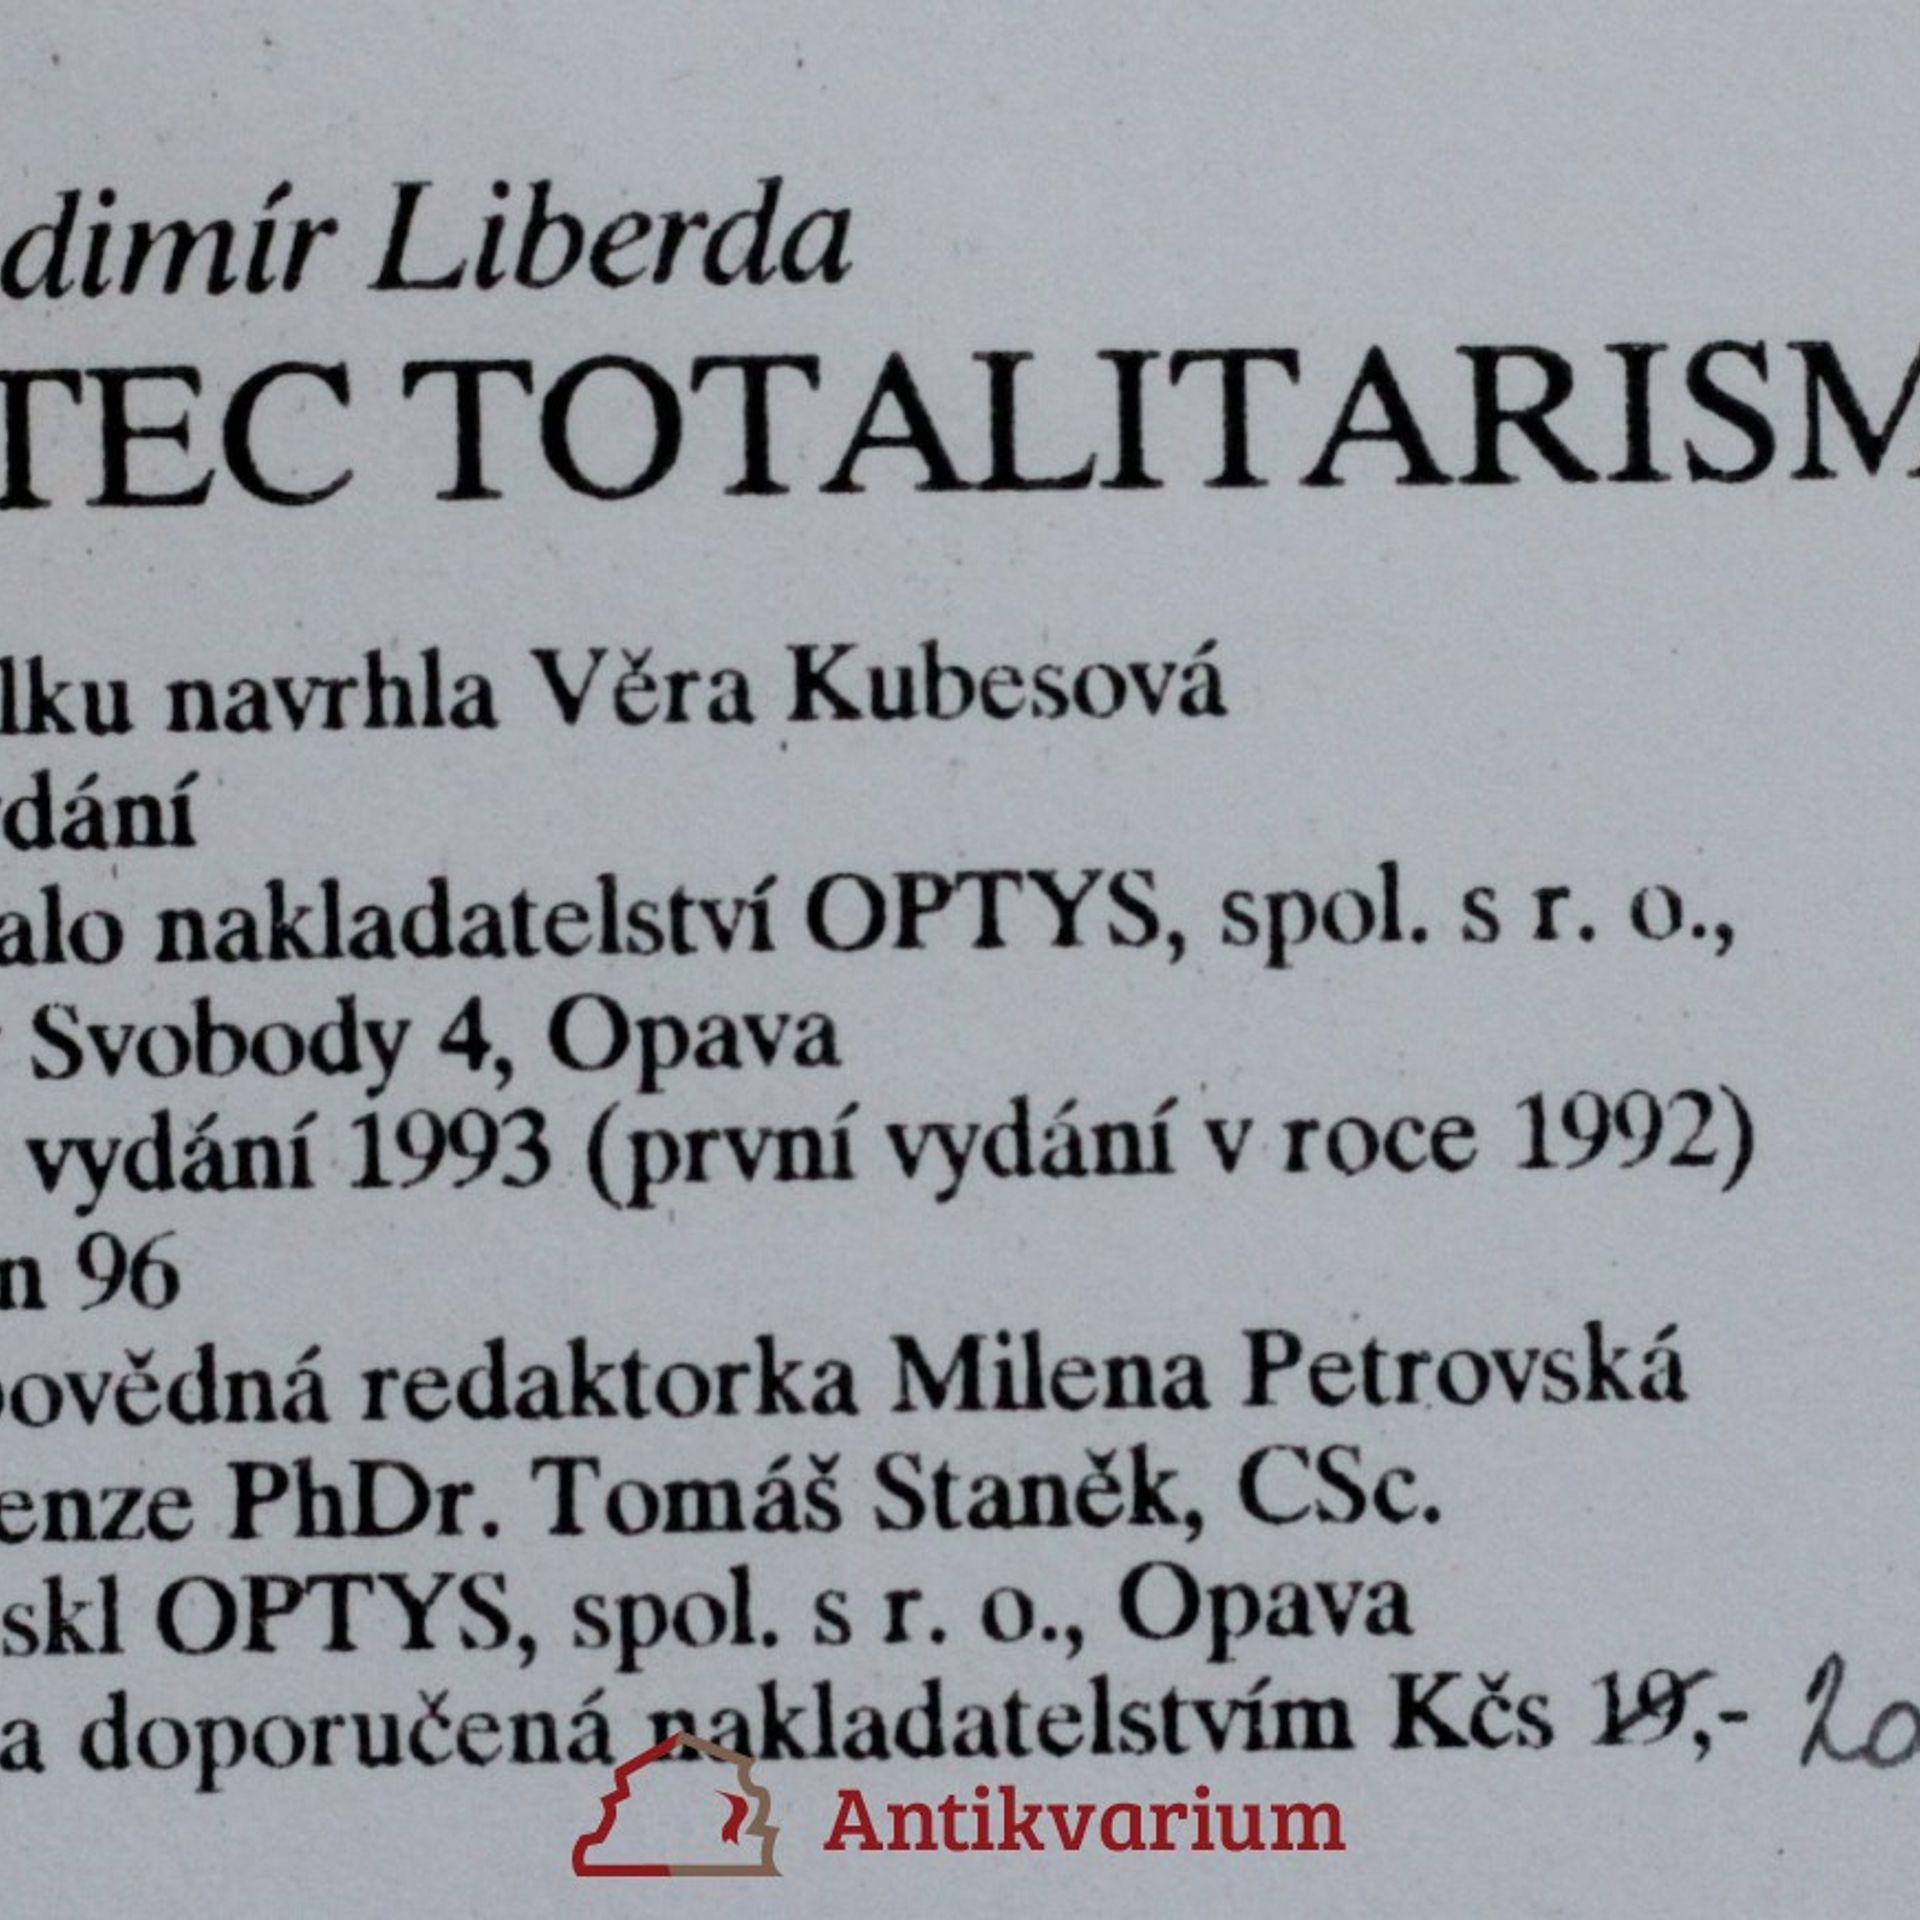 dimír Liberda
TEC TOTALITARISM
lku navrhla Věra Kubesová
dání
alo nakladatelství OPTYS, spol. s r. o.,
Svobody 4, Opava
vydání 1993 (první vydání v roce 1992)
n 96
ovědná redaktorka Milena Petrovská
enze PhDr. Tomáš Staněk, CSc.
skl OPTYS, spol. s r. o., Opava
a doporučená nakladatelstvím Kčs 19,- 20
Antikvarium